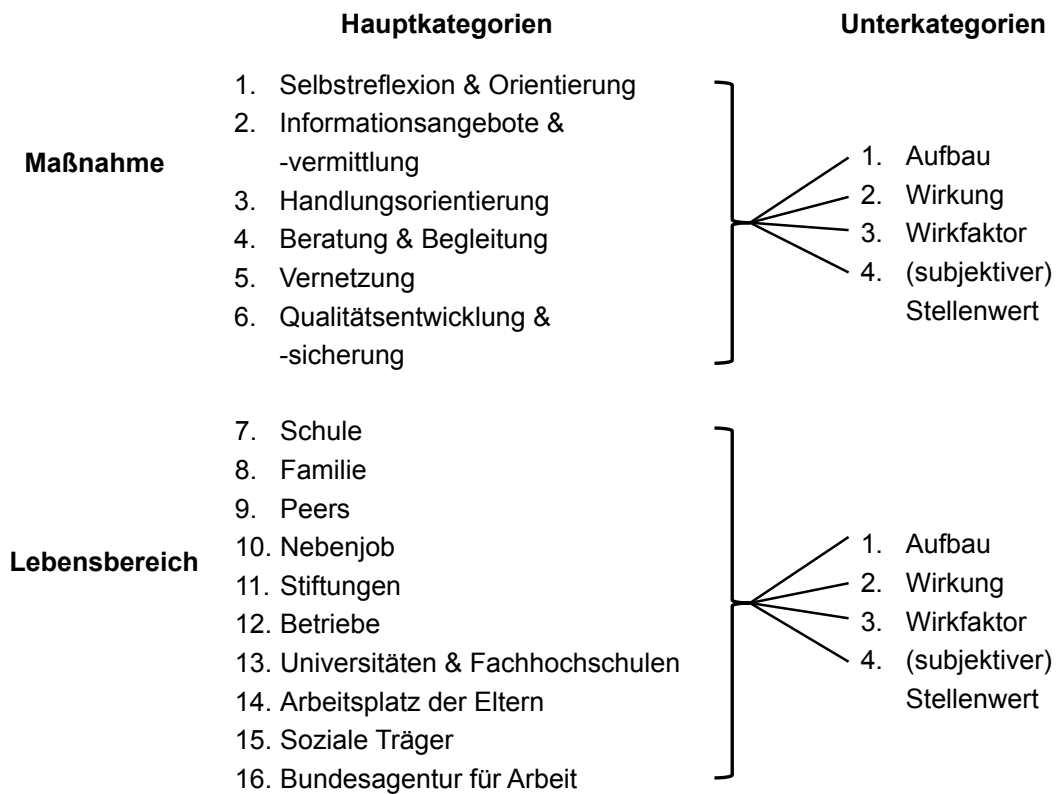 Hauptkategorien
Unterkategorien
Maßnahme
1. Selbstreflexion & Orientierung
2. Informationsangebote &
-vermittlung
3. Handlungsorientierung
4. Beratung & Begleitung
5. Vernetzung
6. Qualitätsentwicklung &
-sicherung
1. Aufbau
2. Wirkung
3. Wirkfaktor
4. (subjektiver)
Stellenwert
Lebensbereich
7. Schule
8. Familie
9. Peers
10. Nebenjob
11. Stiftungen
12. Betriebe
13. Universitäten & Fachhochschulen
14. Arbeitsplatz der Eltern
15. Soziale Träger
16. Bundesagentur für Arbeit
1. Aufbau
2. Wirkung
3. Wirkfaktor
4. (subjektiver)
Stellenwert